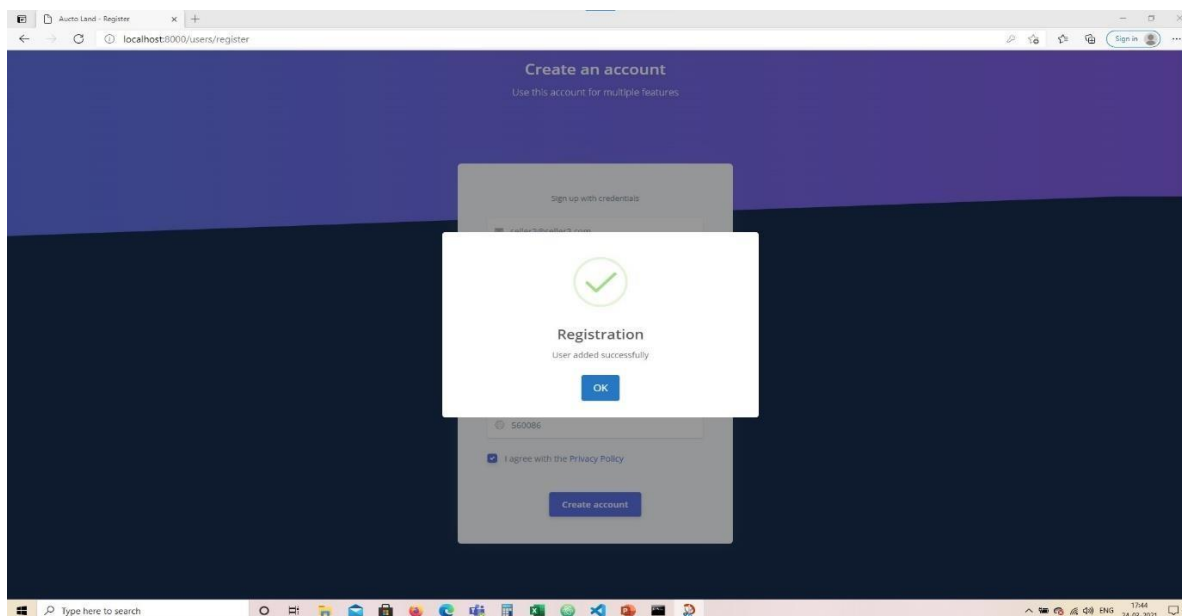 Aucto Land - Register
localhost:8000/users/register
Sign in
Create an account
Use this account for multiple features
Sign up with credentials
Registration
User added successfully
OK
560086
I agree with the Privacy Policy
Create account
Type here to search
ENG
17:44